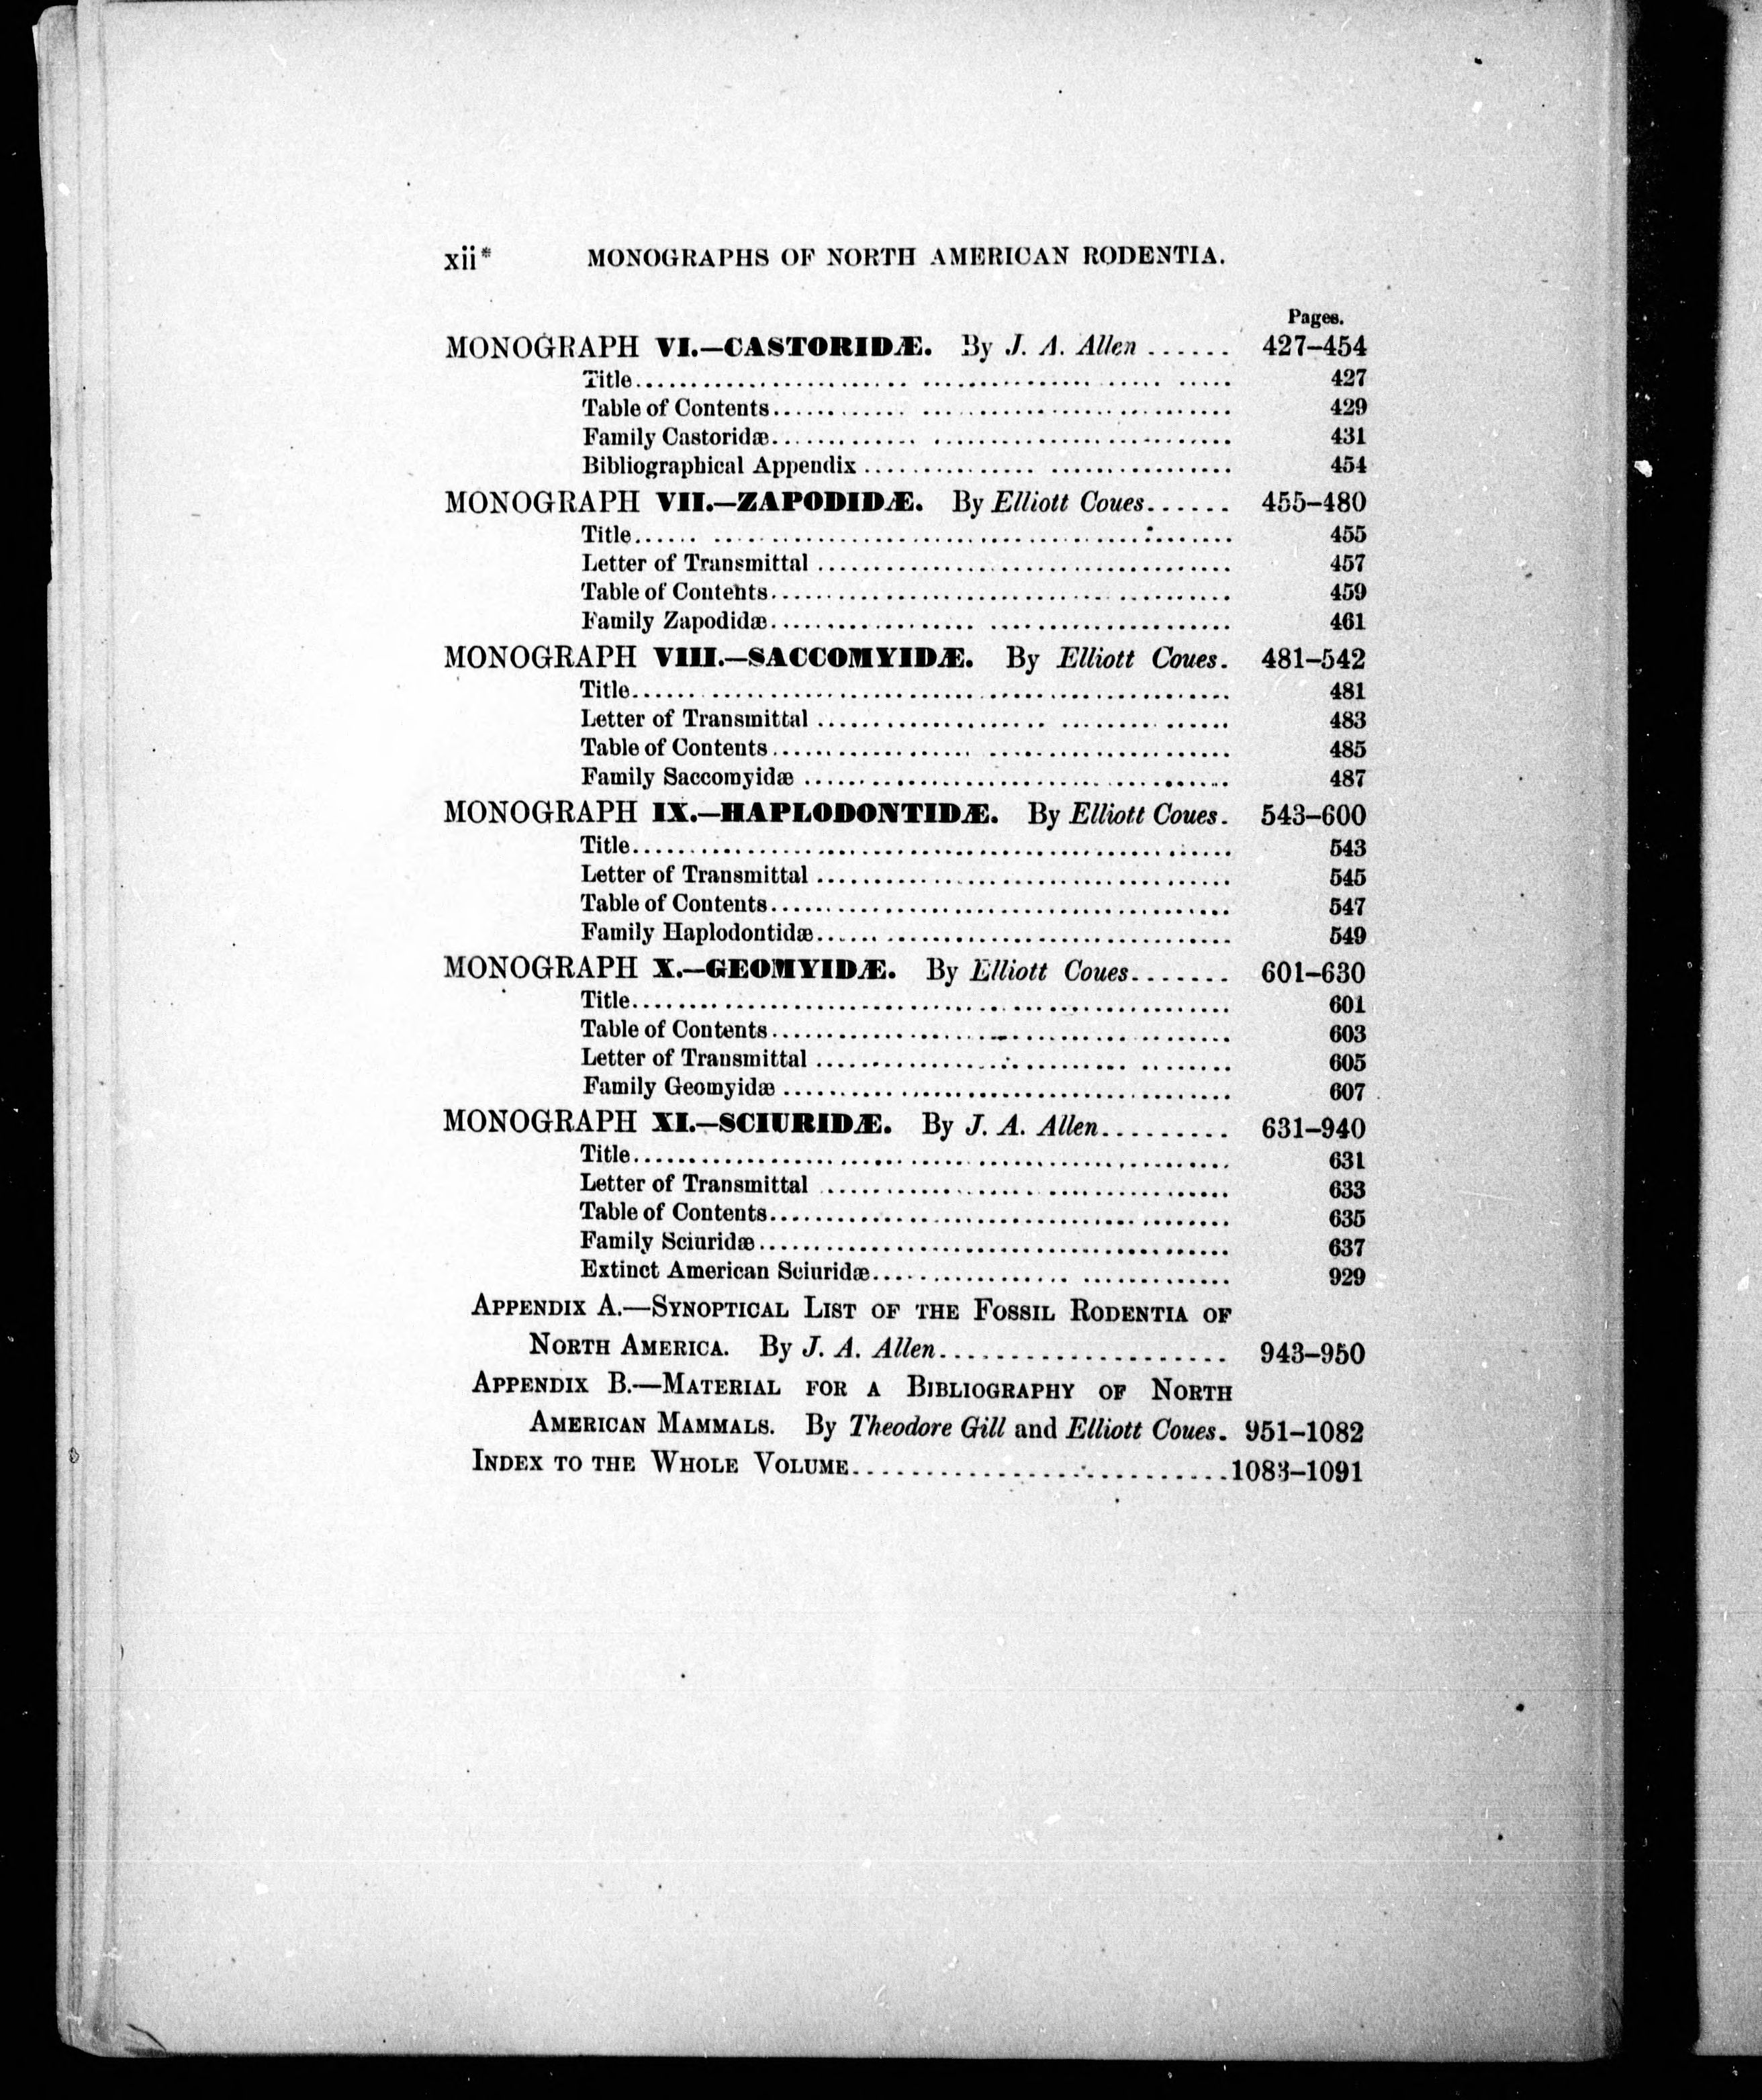 xii* MONOGRAPHS OF NORTH AMERICAN RODENTIA.
Pages.
MONOGRAPH VI.—CASTORIDÆ. By J. A. Allen ...... 427–454
Title.................................................. 427
Table of Contents...................................... 429
Family Castoridæ....................................... 431
Bibliographical Appendix .............................. 454
MONOGRAPH VII.—ZAPODIDÆ. By Elliott Coues...... 455–480
Title.................................................. 455
Letter of Transmittal ................................. 457
Table of Contents...................................... 459
Family Zapodidæ........................................ 461
MONOGRAPH VIII.—SACCOMYIDÆ. By Elliott Coues. 481–542
Title.................................................. 481
Letter of Transmittal ................................. 483
Table of Contents...................................... 485
Family Saccomyidæ ..................................... 487
MONOGRAPH IX.—HAPLODONTIDÆ. By Elliott Coues. 543–600
Title.................................................. 543
Letter of Transmittal ................................. 545
Table of Contents...................................... 547
Family Haplodontidæ.................................... 549
MONOGRAPH X.—GEOMYIDÆ. By Elliott Coues....... 601–630
Title.................................................. 601
Table of Contents...................................... 603
Letter of Transmittal ................................. 605
Family Geomyidæ ....................................... 607
MONOGRAPH XI.—SCIURIDÆ. By J. A. Allen......... 631–940
Title.................................................. 631
Letter of Transmittal ................................. 633
Table of Contents...................................... 635
Family Sciuridæ........................................ 637
Extinct American Sciuridæ.............................. 929
APPENDIX A.—SYNOPTICAL LIST OF THE FOSSIL RODENTIA OF
NORTH AMERICA. By J. A. Allen..................... 943–950
APPENDIX B.—MATERIAL FOR A BIBLIOGRAPHY OF NORTH
AMERICAN MAMMALS. By Theodore Gill and Elliott Coues. 951–1082
INDEX TO THE WHOLE VOLUME..........................1083–1091